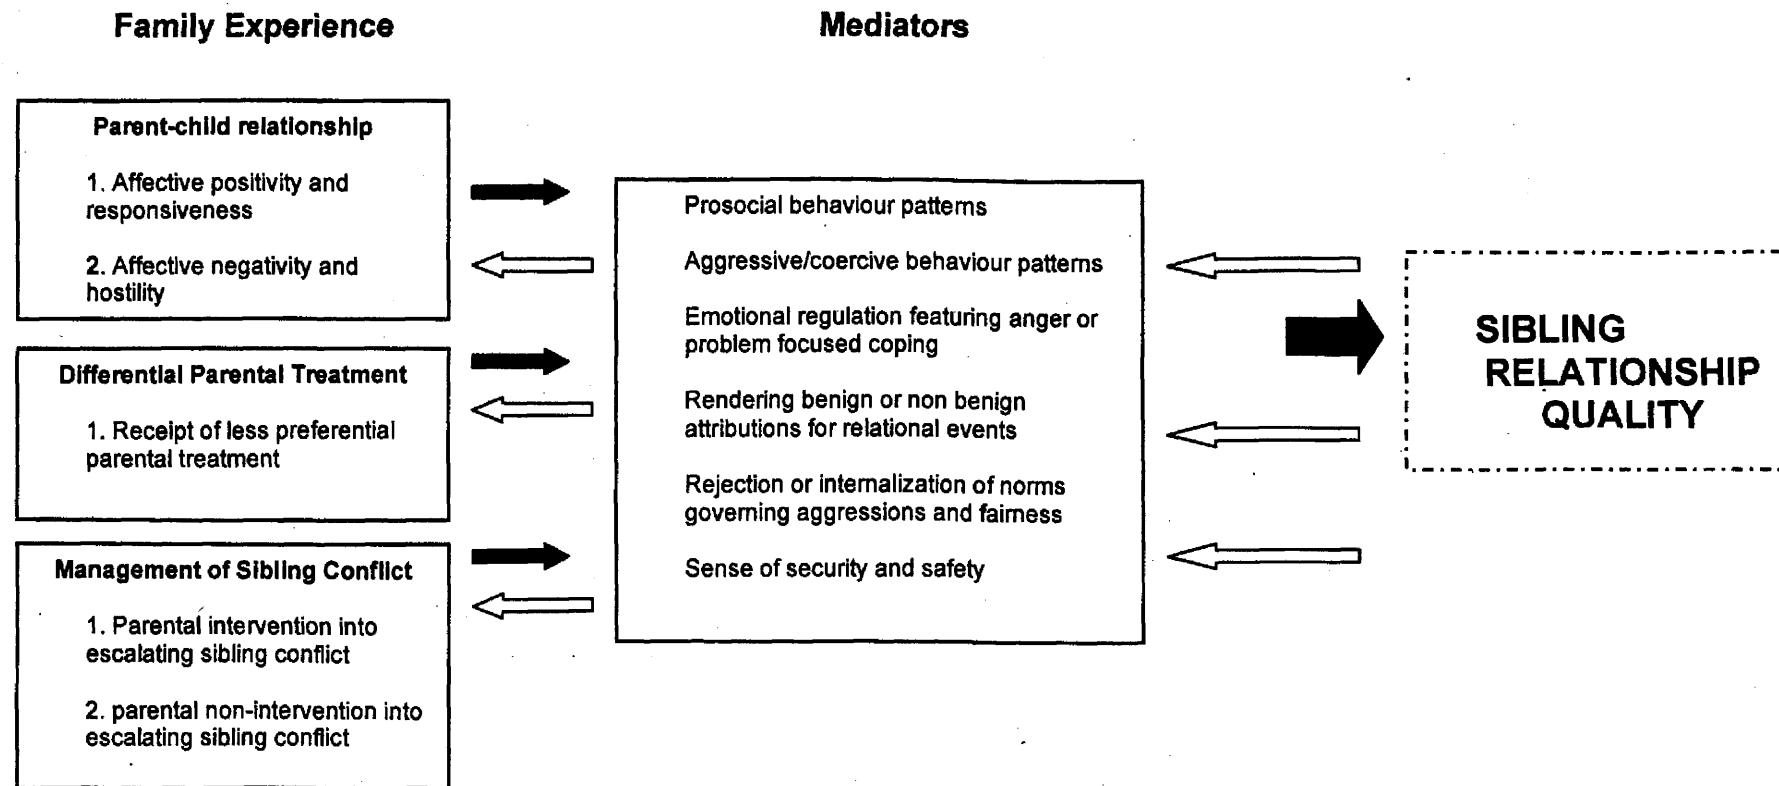 Family Experience
Mediators
Parent-child relationship
1. Affective positivity and
responsiveness
2. Affective negativity and
hostility
Differential Parental Treatment
1. Receipt of less preferential
parental treatment
Management of Sibling Conflict
1. Parental intervention into
escalating sibling conflict
2. parental non-intervention into
escalating sibling conflict
Prosocial behaviour patterns
Aggressive/coercive behaviour patterns
Emotional regulation featuring anger or
problem focused coping
Rendering benign or non benign
attributions for relational events
Rejection or internalization of norms
governing aggressions and fairness
Sense of security and safety
SIBLING
RELATIONSHIP
QUALITY